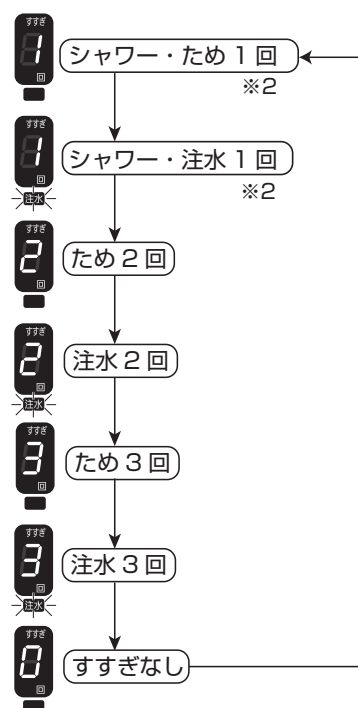 すすぎ
1
回
シャワー・ため1回
※2
すすぎ
1
回
注水
シャワー・注水1回
※2
すすぎ
2
回
ため2回
すすぎ
2
回
注水
注水2回
すすぎ
3
回
ため3回
すすぎ
3
回
注水
注水3回
すすぎ
0
回
すすぎなし